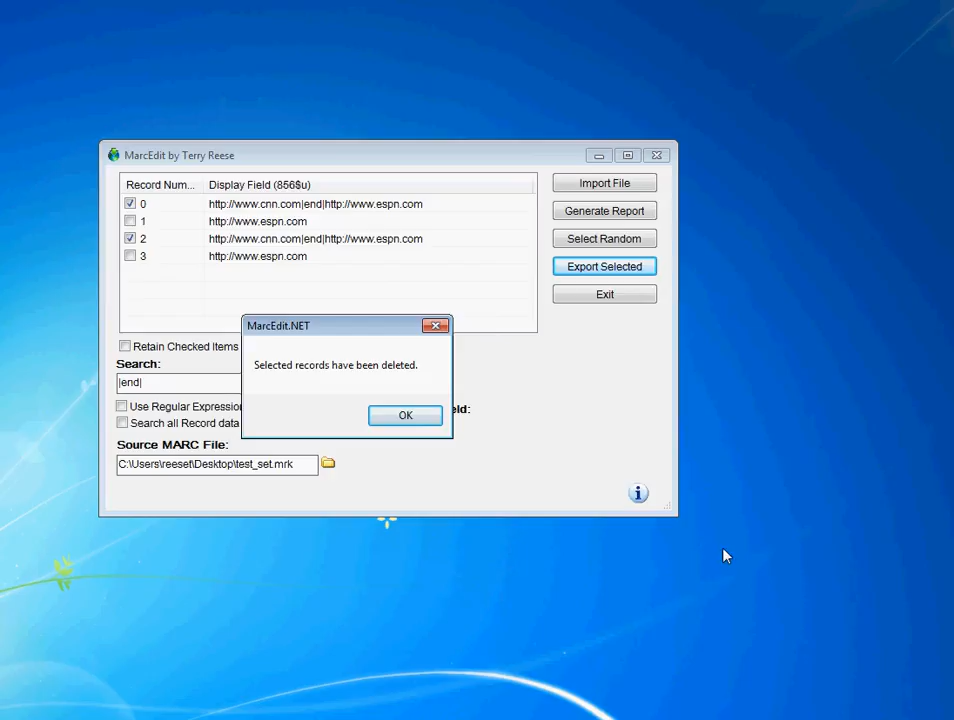 MarcEdit by Terry Reese
Record Num... Display Field (856$u)
0 http://www.cnn.com|end|http://www.espn.com
1 http://www.espn.com
2 http://www.cnn.com|end|http://www.espn.com
3 http://www.espn.com
Import File
Generate Report
Select Random
Export Selected
Exit
MarcEdit.NET
Selected records have been deleted.
OK
Retain Checked Items
Search:
|end|
Use Regular Expression
Search all Record data
Source MARC File:
C:\Users\reeset\Desktop\test_set.mrk